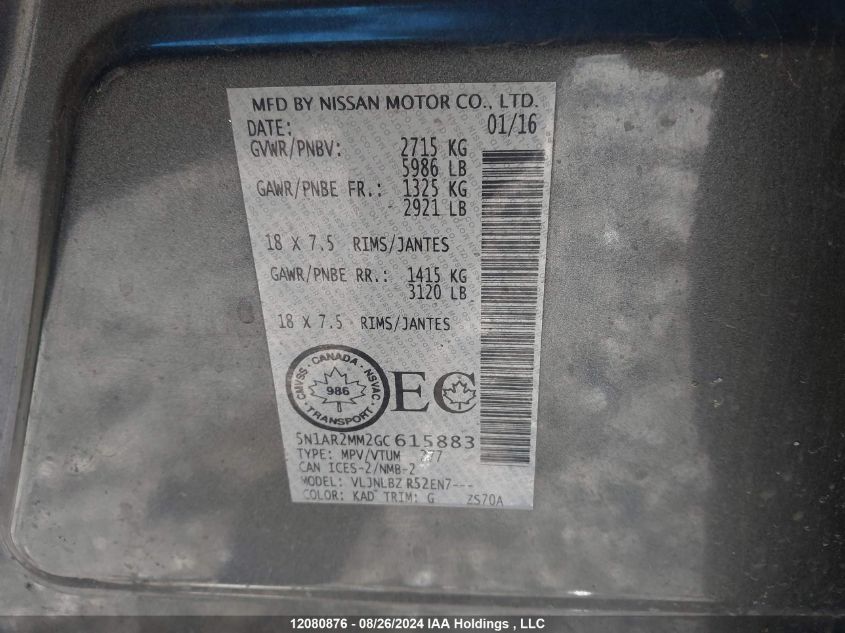 MFD BY NISSAN MOTOR CO., LTD.
DATE: 01/16
GVWR/PNBV: 2715 KG
5986 LB
GAWR/PNBE FR.: 1325 KG
2921 LB
18 X 7.5 RIMS/JANTES
GAWR/PNBE RR.: 1415 KG
3120 LB
18 X 7.5 RIMS/JANTES
CMVSS · CANADA · NSVAC
986
TRANSPORT
EC
5N1AR2MM2GC615883
TYPE: MPV/VTUM 277
CAN ICES-2/NMB-2
MODEL: VLJNLBZ R52EN7---
COLOR: KAD TRIM: G ZS70A
12080876 - 08/26/2024 IAA Holdings , LLC